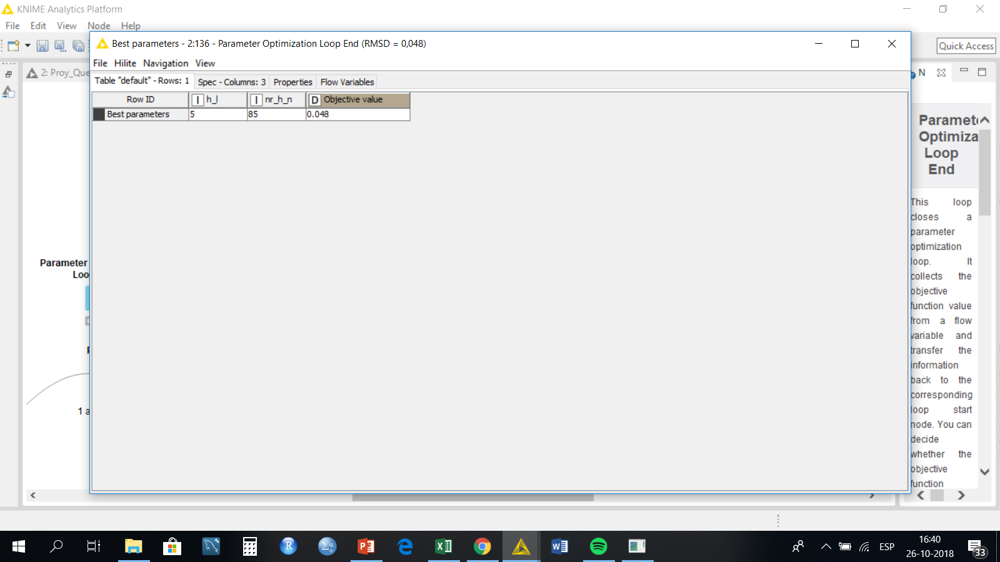 KNIME Analytics Platform
File Edit View Node Help
Quick Access
2: Proy_Que
N
Best parameters - 2:136 - Parameter Optimization Loop End (RMSD = 0,048)
File Hilite Navigation View
Table "default" - Rows: 1 Spec - Columns: 3 Properties Flow Variables
Row ID I h_l I nr_h_n D Objective value
Best parameters 5 85 0.048
Parameter
Loo
1 a
Paramete
Optimiza
Loop
End
This loop
closes a
parameter
optimization
loop. It
collects the
objective
function value
from a flow
variable and
transfer the
information
back to the
corresponding
loop start
node. You can
decide
whether the
objective
function
16:40
ESP
26-10-2018
33